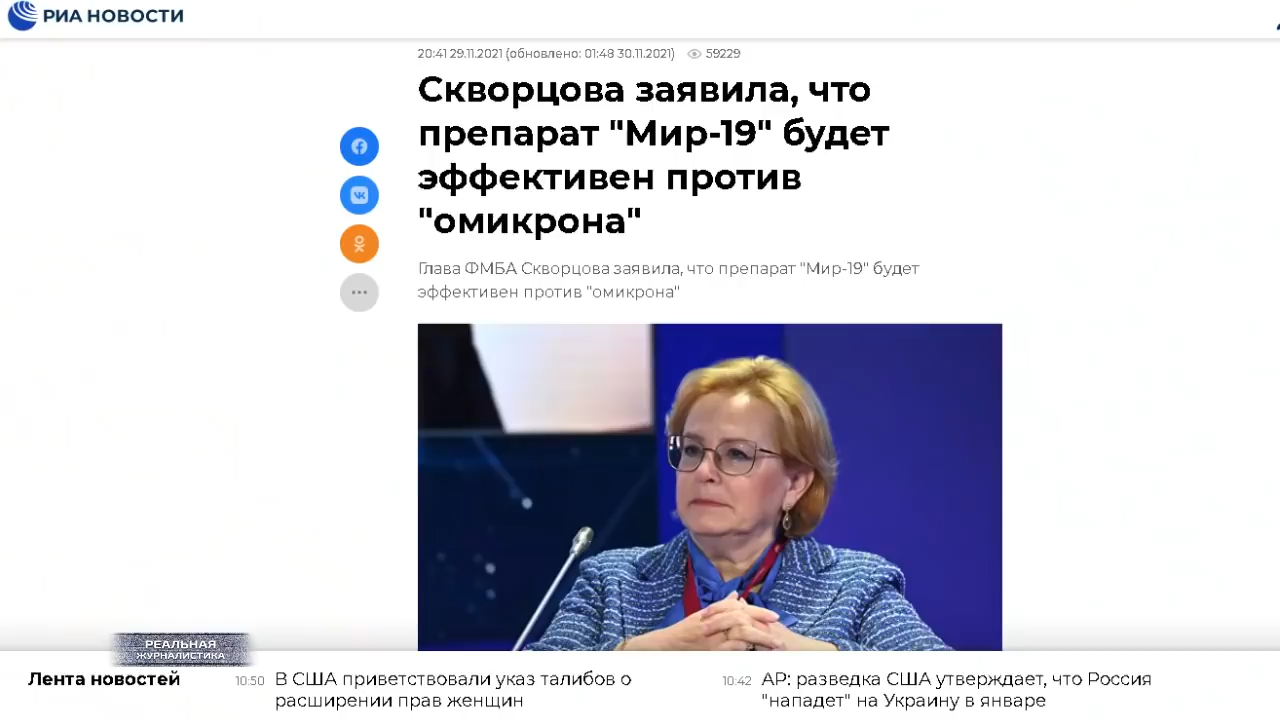 РИА НОВОСТИ
20:41 29.11.2021 (обновлено: 01:48 30.11.2021) 59229
Скворцова заявила, что
препарат "Мир-19" будет
эффективен против
"омикрона"
Глава ФМБА Скворцова заявила, что препарат "Мир-19" будет
эффективен против "омикрона"
РЕАЛЬНАЯ
ЖУРНАЛИСТИКА
Лента новостей
10:50 В США приветствовали указ талибов о
расширении прав женщин
10:42 AP: разведка США утверждает, что Россия
"нападет" на Украину в январе